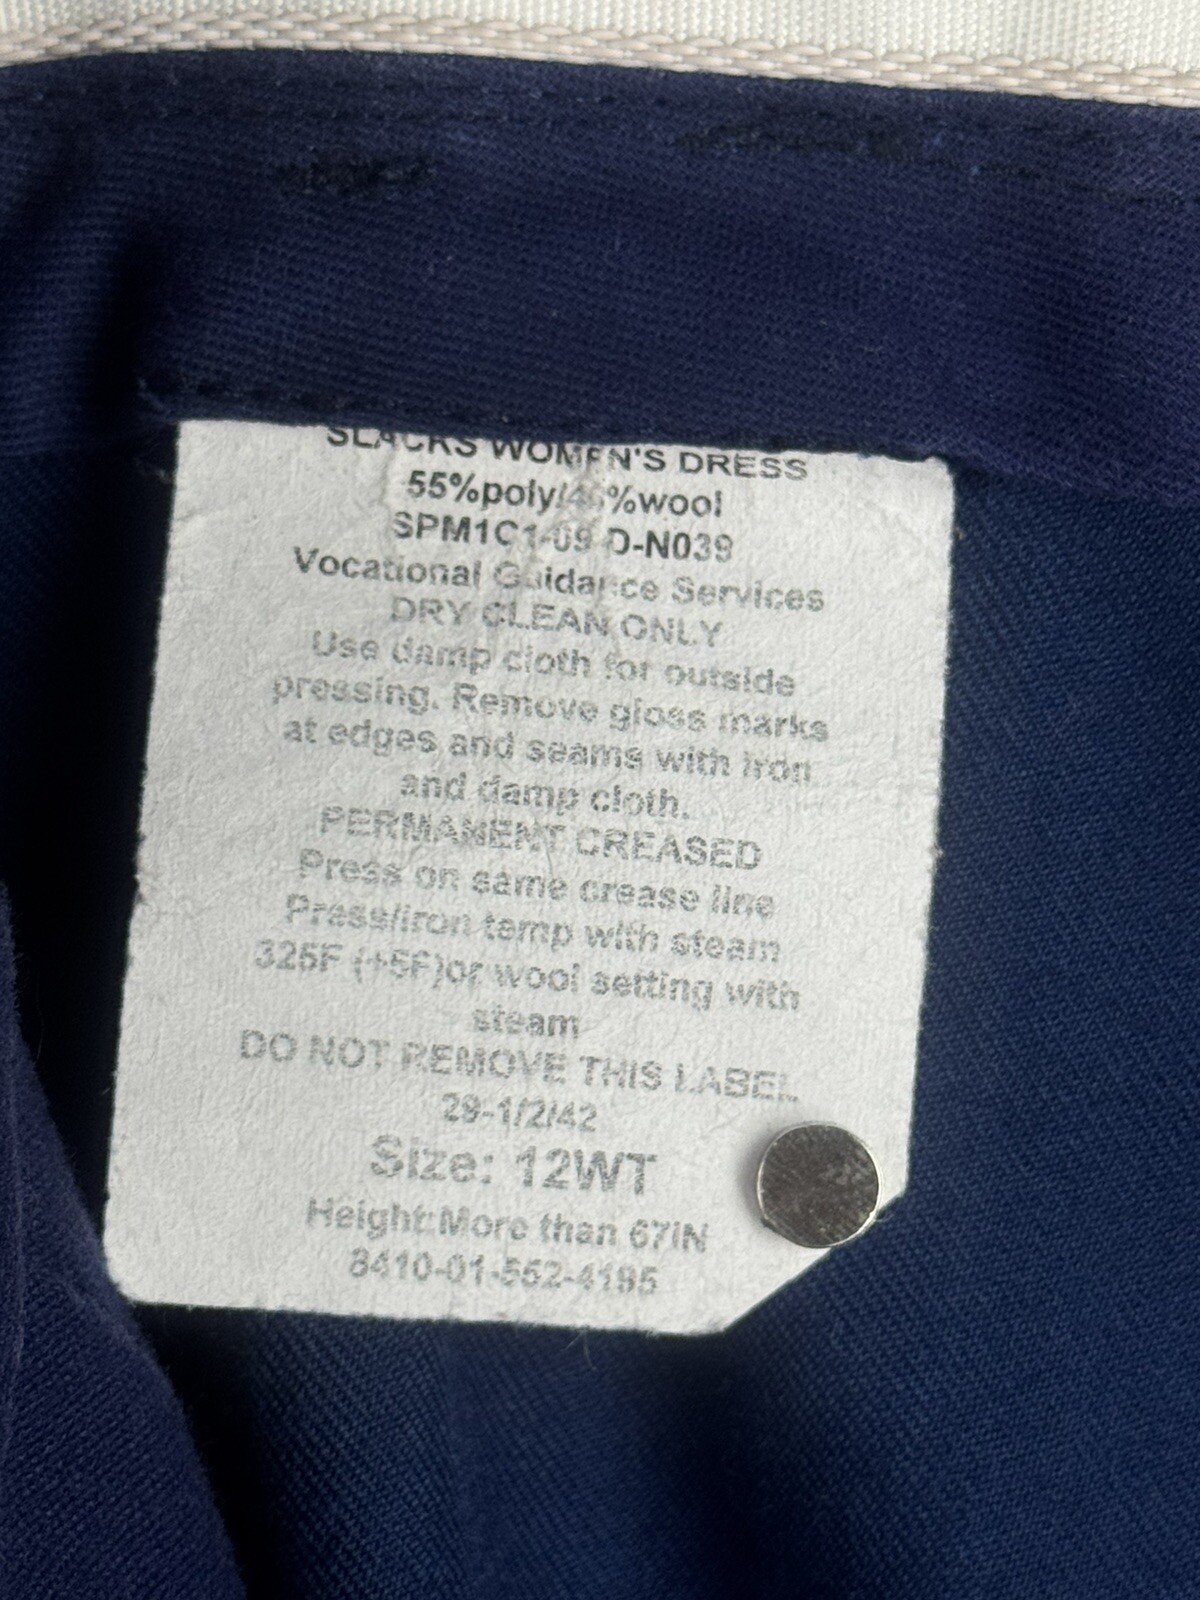 SLACKS WOMEN'S DRESS
55%poly/45%wool
SPM1C1-09-D-N039
Vocational Guidance Services
DRY CLEAN ONLY
Use damp cloth for outside
pressing. Remove gloss marks
at edges and seams with iron
and damp cloth.
PERMANENT CREASED
Press on same crease line
Press/iron temp with steam
325F (+5F)or wool setting with
steam
DO NOT REMOVE THIS LABEL
29-1/2/42
Size: 12WT
Height:More than 67IN
8410-01-552-4195